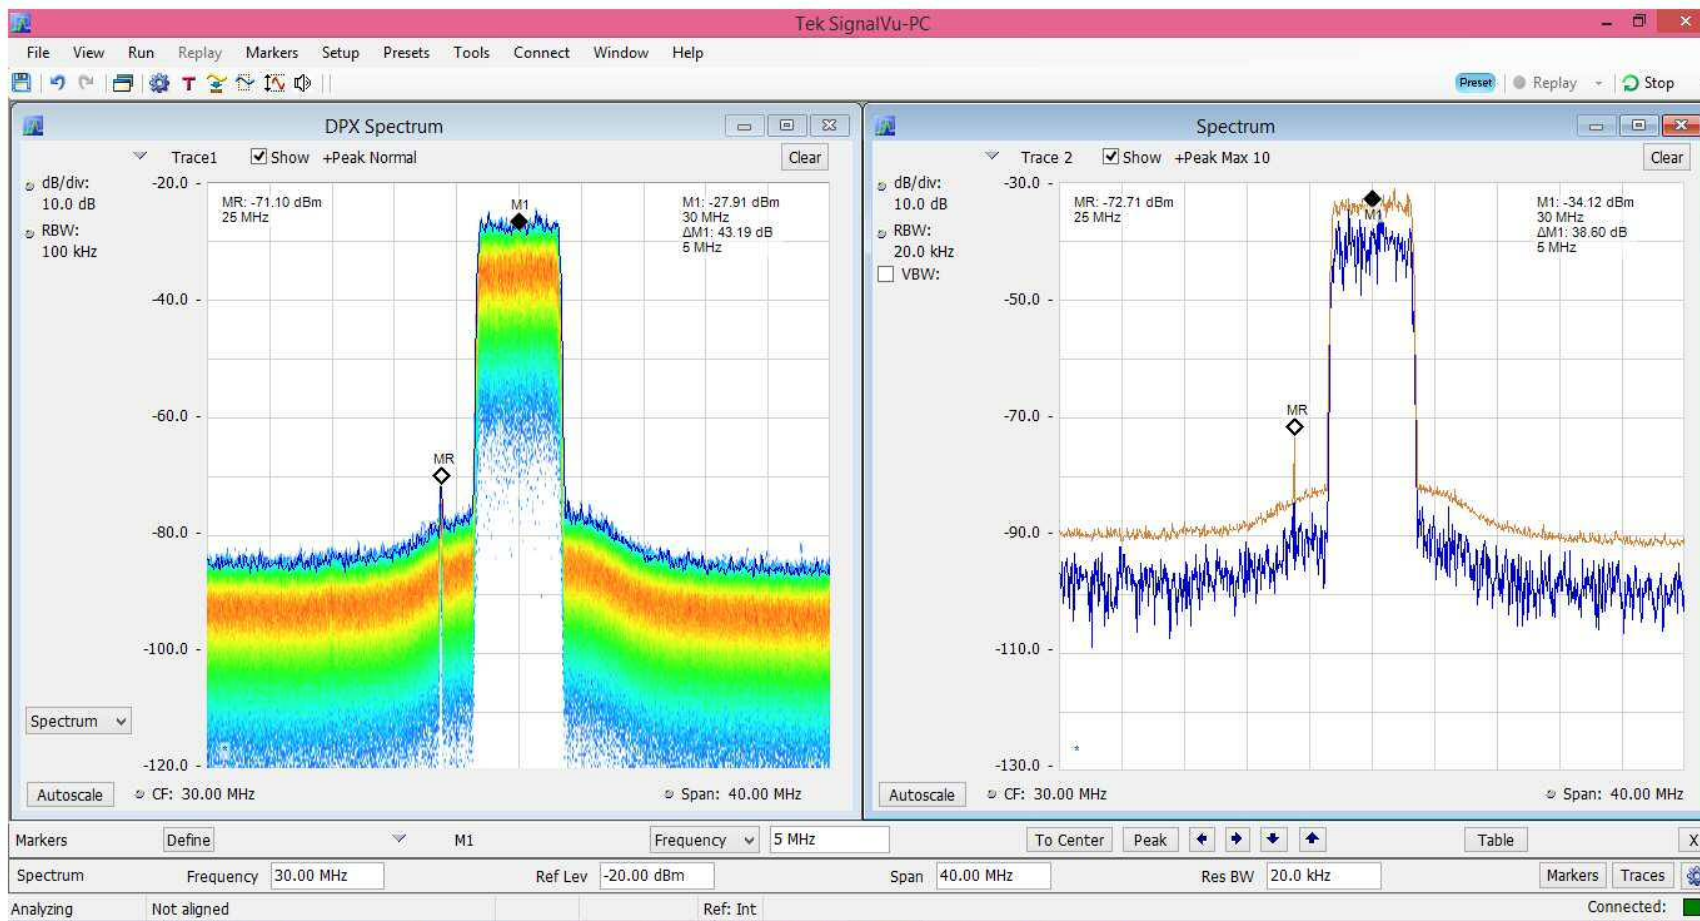 Tek SignalVu-PC
File View Run Replay Markers Setup Presets Tools Connect Window Help
T Preset Replay Stop
DPX Spectrum
Trace1 Show +Peak Normal Clear
dB/div:
10.0 dB
RBW:
100 kHz
-20.0 -
-40.0 -
-60.0 -
-80.0 -
-100.0 -
-120.0 -
MR: -71.10 dBm
25 MHz
M1: -27.91 dBm
30 MHz
ΔM1: 43.19 dB
5 MHz
M1
MR
Spectrum
*
Autoscale CF: 30.00 MHz Span: 40.00 MHz
Spectrum
Trace 2 Show +Peak Max 10 Clear
dB/div:
10.0 dB
RBW:
20.0 kHz
VBW:
-30.0 -
-50.0 -
-70.0 -
-90.0 -
-110.0 -
-130.0 -
MR: -72.71 dBm
25 MHz
M1: -34.12 dBm
30 MHz
ΔM1: 38.60 dB
5 MHz
M1
MR
*
Autoscale CF: 30.00 MHz Span: 40.00 MHz
Markers Define M1 Frequency 5 MHz To Center Peak Table X
Spectrum Frequency 30.00 MHz Ref Lev -20.00 dBm Span 40.00 MHz Res BW 20.0 kHz Markers Traces
Analyzing Not aligned Ref: Int Connected: